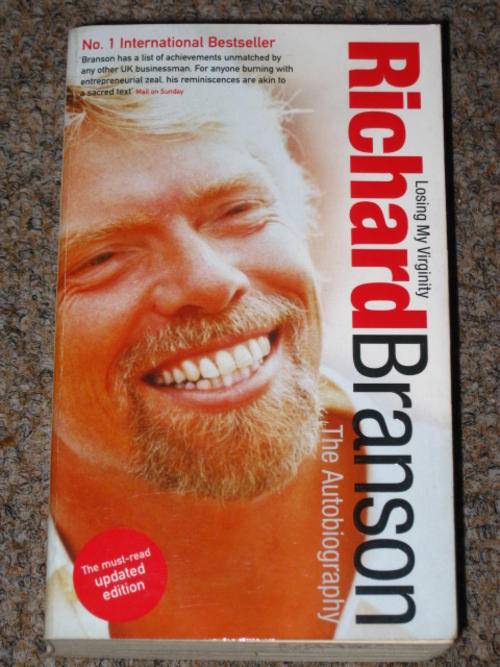 No. 1 International Bestseller
'Branson has a list of achievements unmatched by
any other UK businessman. For anyone burning with
entrepreneurial zeal, his reminiscences are akin to
a sacred text' Mail on Sunday
Richard Branson
Losing My Virginity
The Autobiography
The must-read
updated
edition